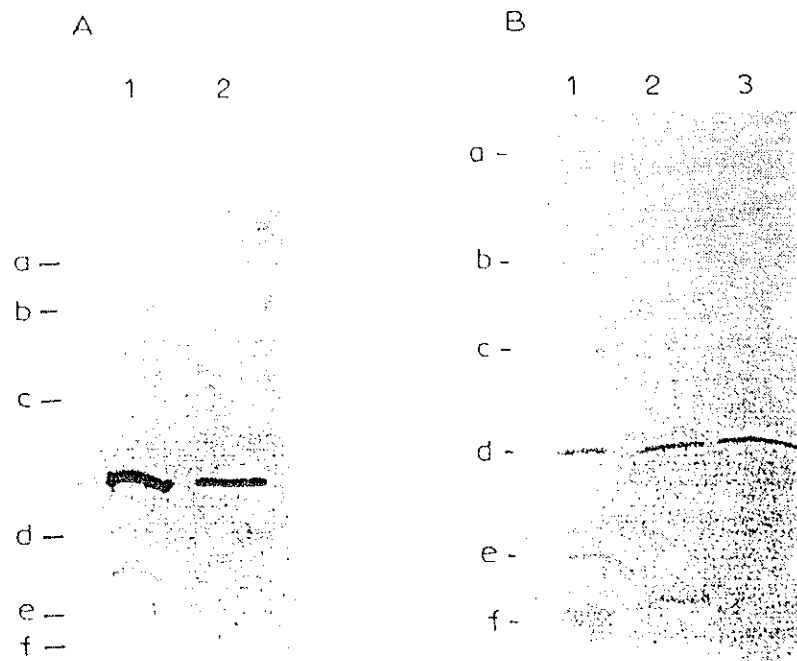 A
1 2
a –
b –
c –
d –
e –
f –
B
1 2 3
a -
b -
c -
d -
e -
f -